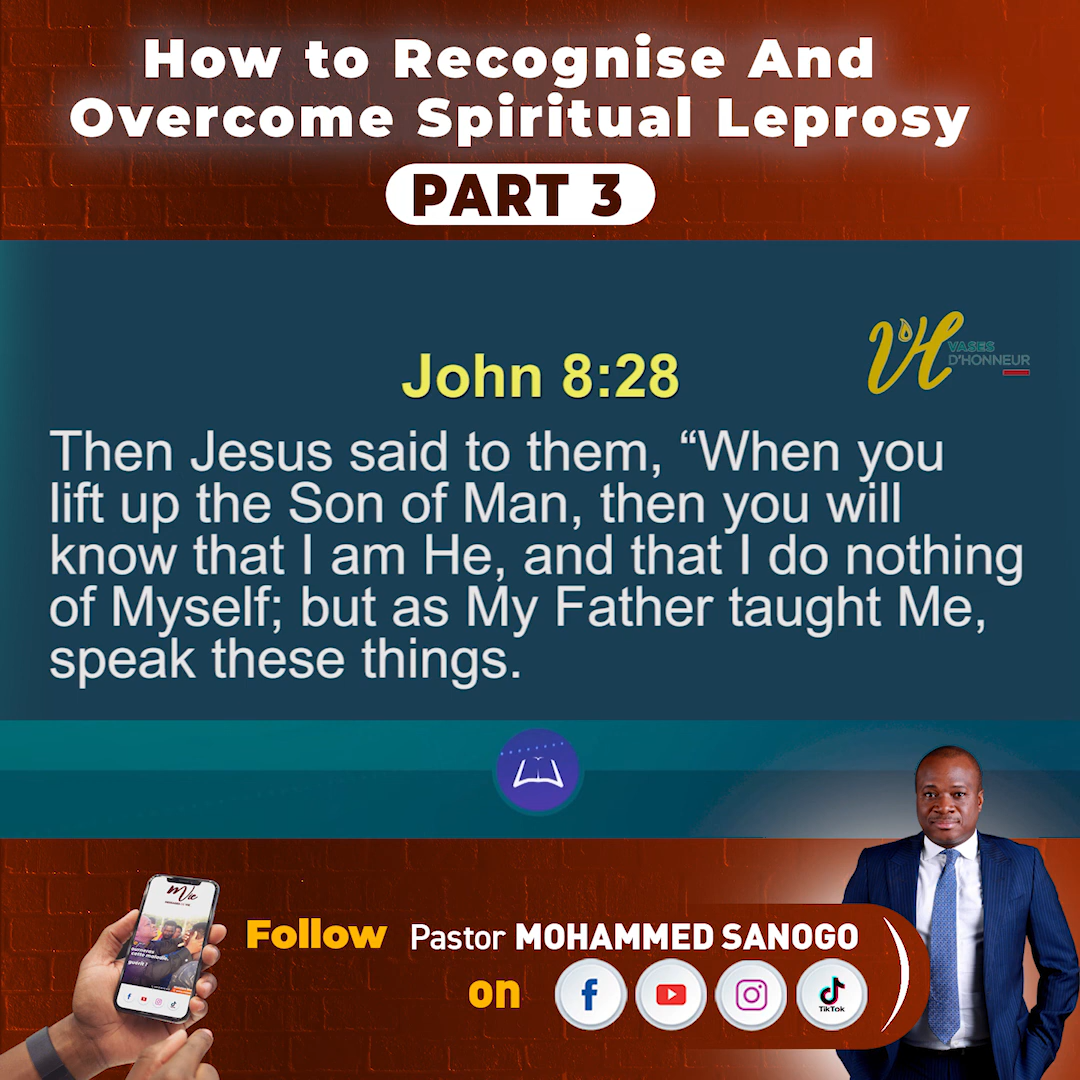 How to Recognise And
Overcome Spiritual Leprosy
PART 3
VH VASES
D'HONNEUR
John 8:28
Then Jesus said to them, “When you
lift up the Son of Man, then you will
know that I am He, and that I do nothing
of Myself; but as My Father taught Me,
speak these things.
Follow Pastor MOHAMMED SANOGO
on
TikTok